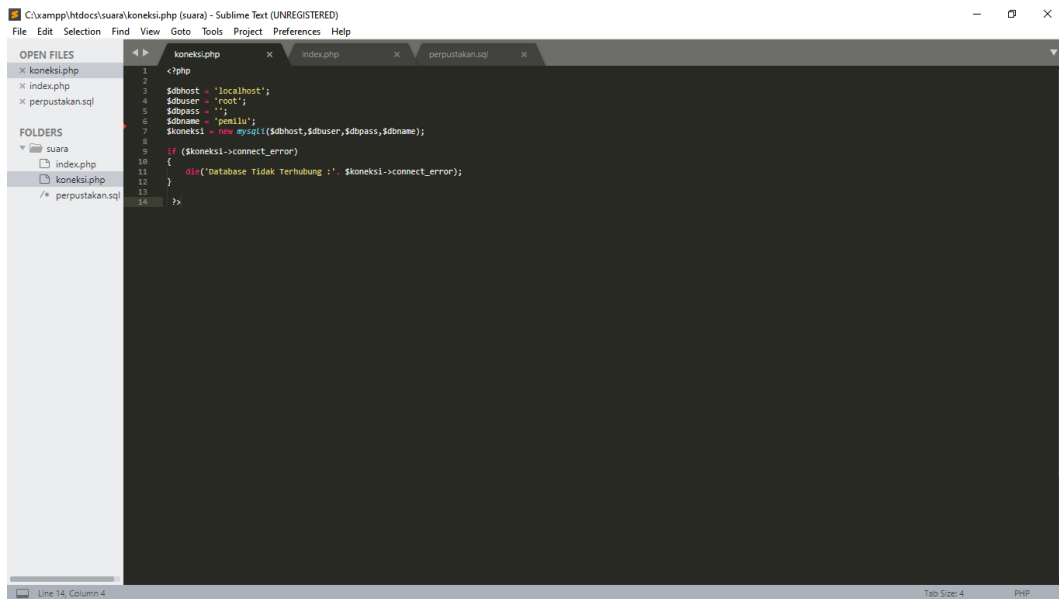 C:\xampp\htdocs\suara\koneksi.php (suara) - Sublime Text (UNREGISTERED)
File Edit Selection Find View Goto Tools Project Preferences Help
OPEN FILES
koneksi.php
index.php
perpustakan.sql
FOLDERS
suara
index.php
koneksi.php
/* perpustakan.sql
koneksi.php index.php perpustakan.sql
1 <?php
2
3 $dbhost = 'localhost';
4 $dbuser = 'root';
5 $dbpass = '';
6 $dbname = 'pemilu';
7 $koneksi = new mysqli($dbhost,$dbuser,$dbpass,$dbname);
8
9 if ($koneksi->connect_error)
10 {
11 die('Database Tidak Terhubung :'. $koneksi->connect_error);
12 }
13
14 ?>
Line 14, Column 4 Tab Size: 4 PHP